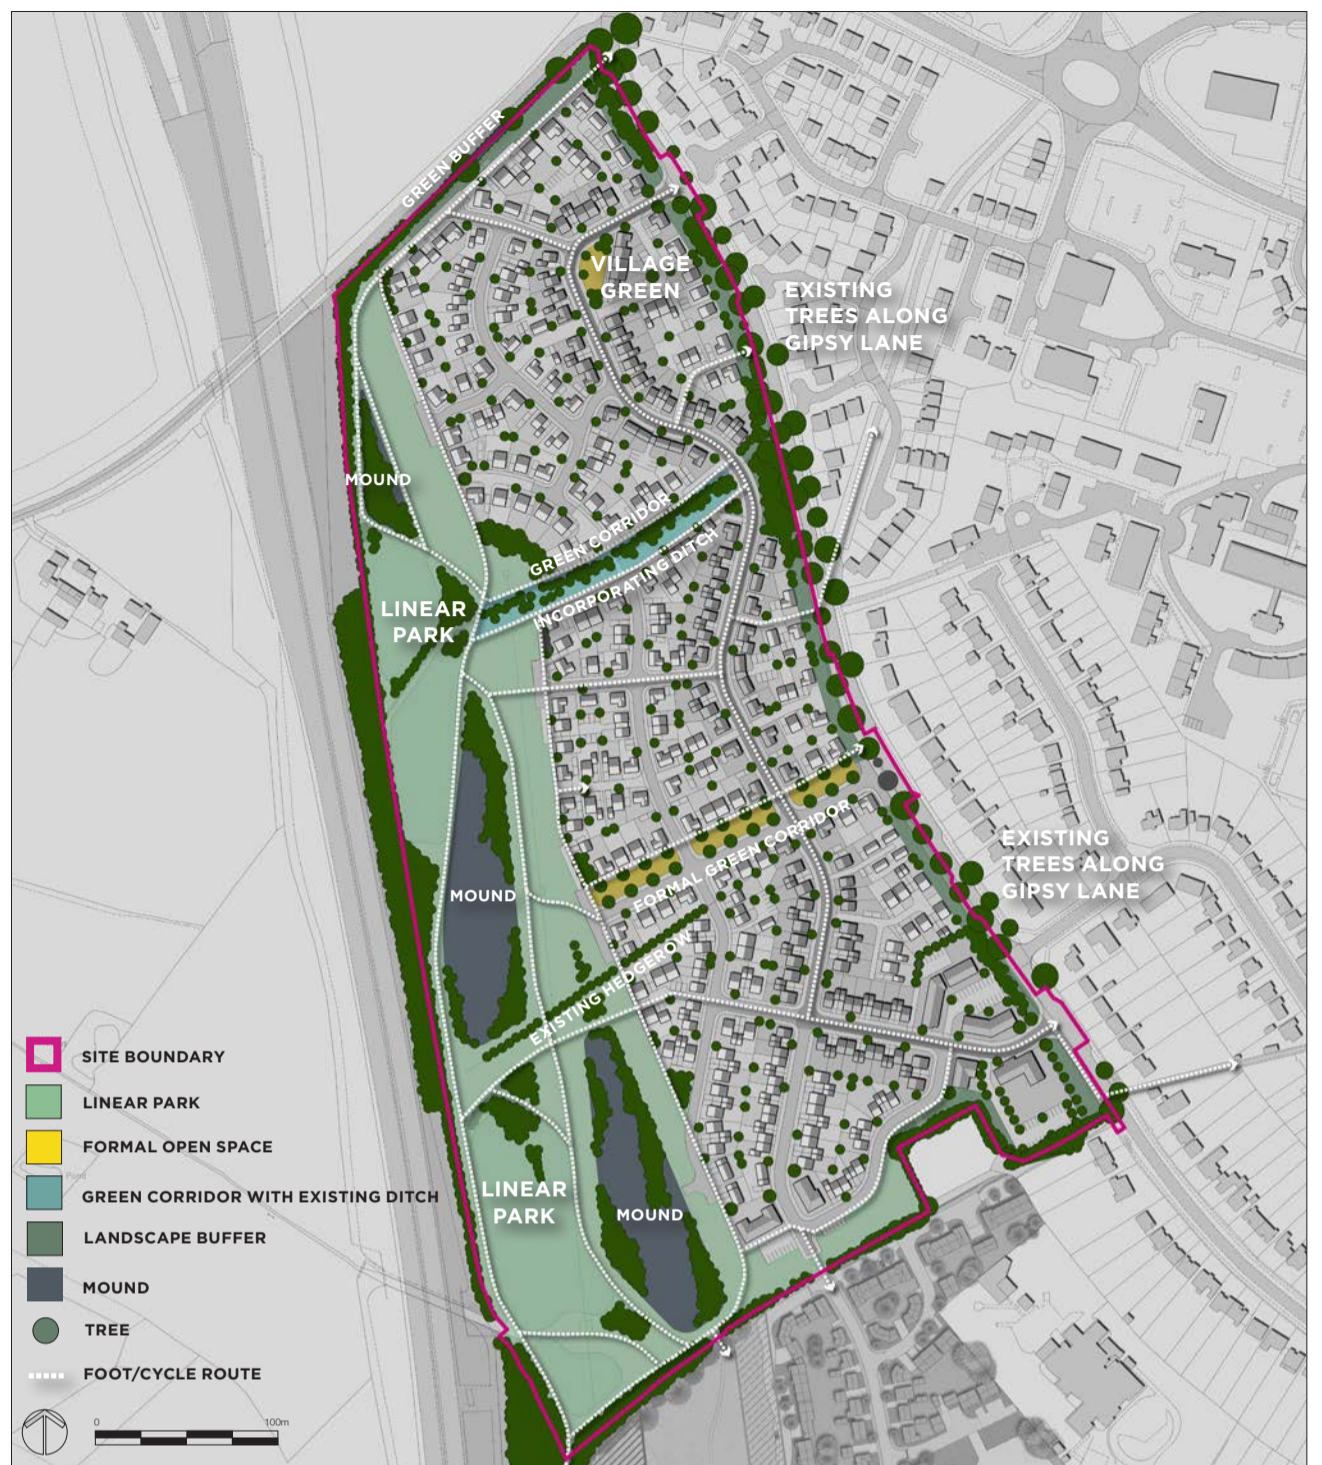 GREEN BUFFER
VILLAGE
GREEN
EXISTING
TREES ALONG
GIPSY LANE
MOUND
GREEN CORRIDOR
INCORPORATING DITCH
LINEAR
PARK
FORMAL GREEN CORRIDOR
EXISTING
TREES ALONG
GIPSY LANE
MOUND
EXISTING HEDGEROW
LINEAR
PARK
MOUND
SITE BOUNDARY
LINEAR PARK
FORMAL OPEN SPACE
GREEN CORRIDOR WITH EXISTING DITCH
LANDSCAPE BUFFER
MOUND
TREE
FOOT/CYCLE ROUTE
0 100m